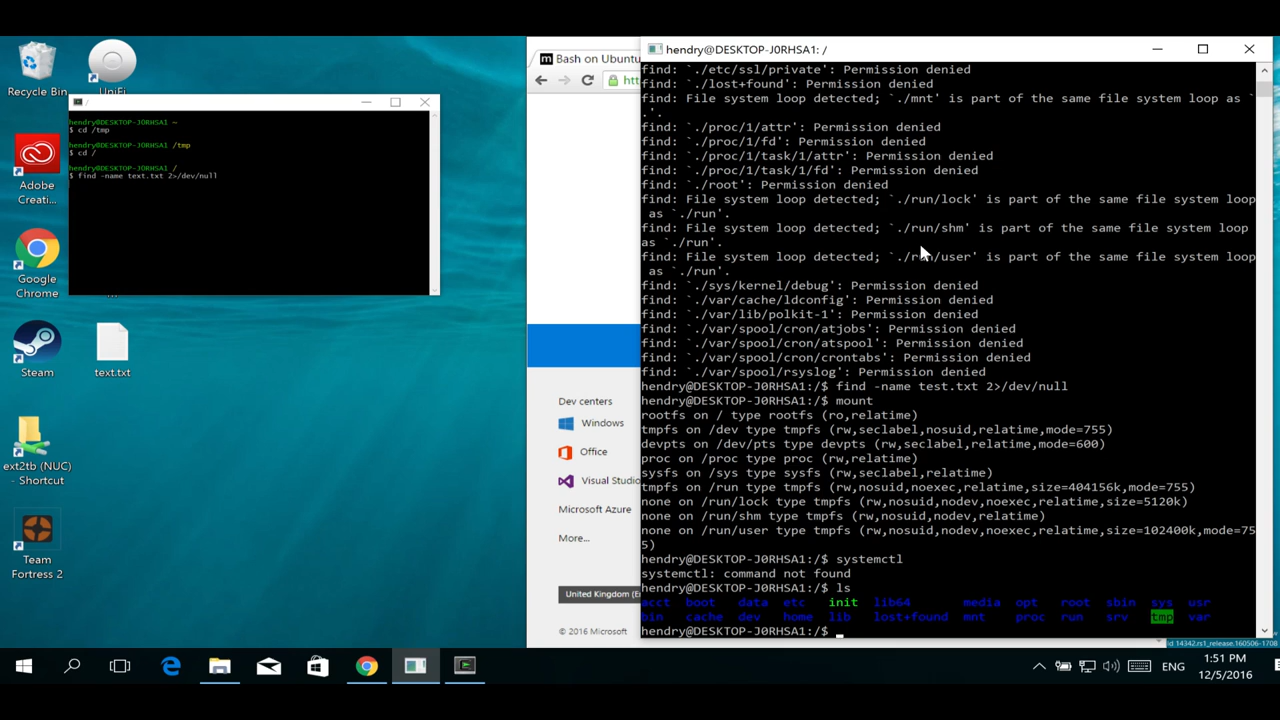 Recycle Bin
UniFi
Adobe
Creati...
Google
Chrome
Steam
text.txt
ext2tb (NUC)
- Shortcut
Team
Fortress 2
/
hendry@DESKTOP-J0RHSA1 ~
$ cd /tmp
hendry@DESKTOP-J0RHSA1 /tmp
$ cd /
hendry@DESKTOP-J0RHSA1 /
$ find -name text.txt 2>/dev/null
m Bash on Ubuntu
Dev centers
Windows
Office
Visual Studio
Microsoft Azure
More...
United Kingdom (E
© 2016 Microsoft
hendry@DESKTOP-J0RHSA1: /
find: `./etc/ssl/private': Permission denied
find: `./lost+found': Permission denied
find: File system loop detected; `./mnt' is part of the same file system loop as `
.'.
find: `./proc/1/attr': Permission denied
find: `./proc/1/fd': Permission denied
find: `./proc/1/task/1/attr': Permission denied
find: `./proc/1/task/1/fd': Permission denied
find: `./root': Permission denied
find: File system loop detected; `./run/lock' is part of the same file system loop
as `./run'.
find: File system loop detected; `./run/shm' is part of the same file system loop
as `./run'.
find: File system loop detected; `./run/user' is part of the same file system loop
as `./run'.
find: `./sys/kernel/debug': Permission denied
find: `./var/cache/ldconfig': Permission denied
find: `./var/lib/polkit-1': Permission denied
find: `./var/spool/cron/atjobs': Permission denied
find: `./var/spool/cron/atspool': Permission denied
find: `./var/spool/cron/crontabs': Permission denied
find: `./var/spool/rsyslog': Permission denied
hendry@DESKTOP-J0RHSA1:/$ find -name test.txt 2>/dev/null
hendry@DESKTOP-J0RHSA1:/$ mount
rootfs on / type rootfs (ro,relatime)
tmpfs on /dev type tmpfs (rw,seclabel,nosuid,relatime,mode=755)
devpts on /dev/pts type devpts (rw,seclabel,relatime,mode=600)
proc on /proc type proc (rw,relatime)
sysfs on /sys type sysfs (rw,seclabel,relatime)
tmpfs on /run type tmpfs (rw,nosuid,noexec,relatime,size=404156k,mode=755)
none on /run/lock type tmpfs (rw,nosuid,nodev,noexec,relatime,size=5120k)
none on /run/shm type tmpfs (rw,nosuid,nodev,relatime)
none on /run/user type tmpfs (rw,nosuid,nodev,noexec,relatime,size=102400k,mode=75
5)
hendry@DESKTOP-J0RHSA1:/$ systemctl
systemctl: command not found
hendry@DESKTOP-J0RHSA1:/$ ls
acct boot data etc init lib64 media opt root sbin sys usr
bin cache dev home lib lost+found mnt proc run srv tmp var
hendry@DESKTOP-J0RHSA1:/$
ENG
1:51 PM
12/5/2016